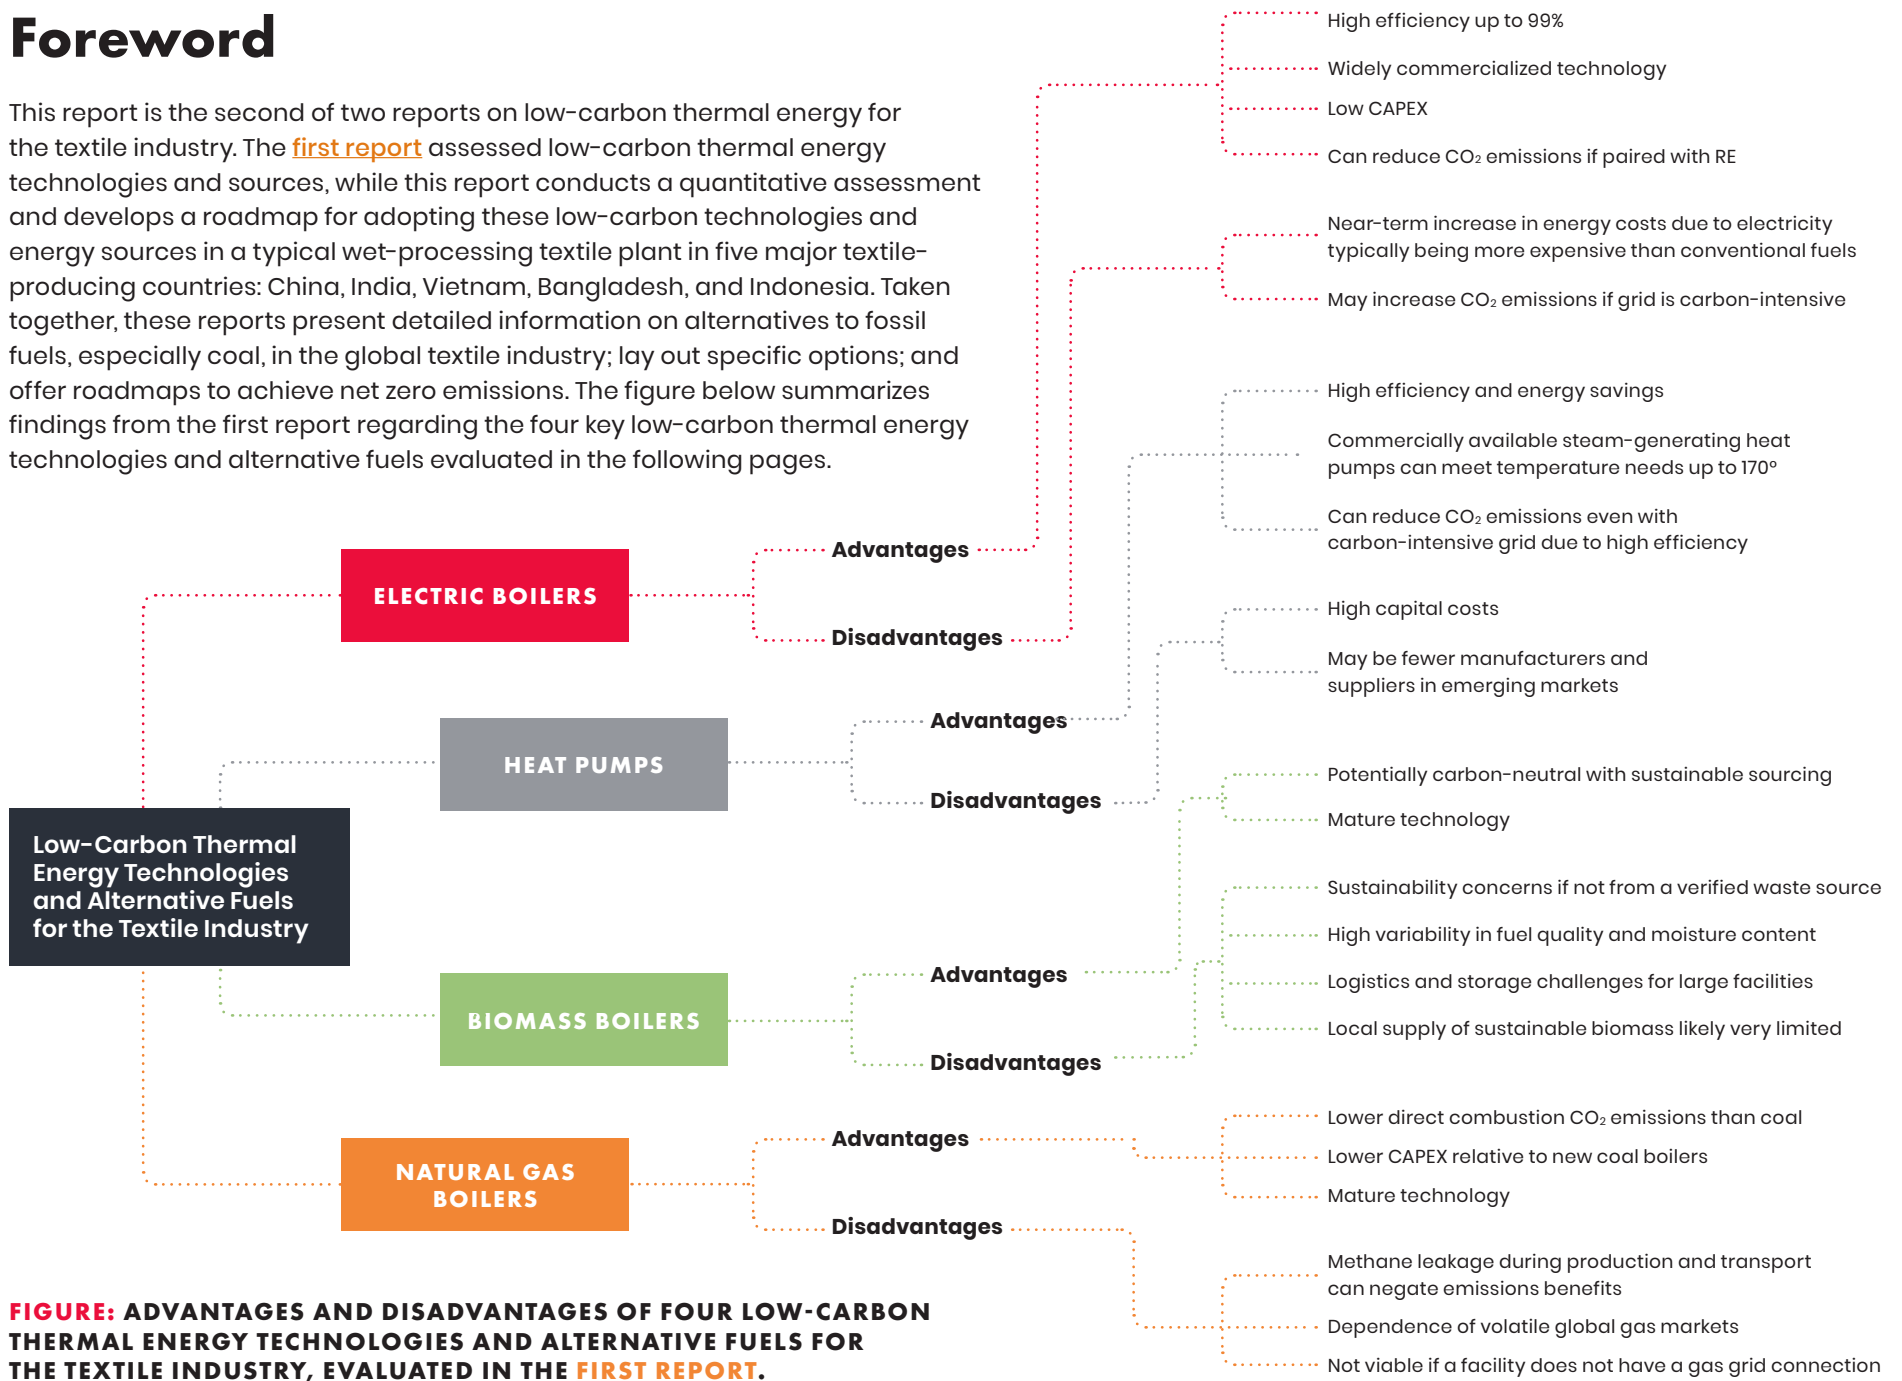 Foreword
This report is the second of two reports on low-carbon thermal energy for
the textile industry. The first report assessed low-carbon thermal energy
technologies and sources, while this report conducts a quantitative assessment
and develops a roadmap for adopting these low-carbon technologies and
energy sources in a typical wet-processing textile plant in five major textile-
producing countries: China, India, Vietnam, Bangladesh, and Indonesia. Taken
together, these reports present detailed information on alternatives to fossil
fuels, especially coal, in the global textile industry; lay out specific options; and
offer roadmaps to achieve net zero emissions. The figure below summarizes
findings from the first report regarding the four key low-carbon thermal energy
technologies and alternative fuels evaluated in the following pages.
Low-Carbon Thermal
Energy Technologies
and Alternative Fuels
for the Textile Industry
ELECTRIC BOILERS
Advantages
High efficiency up to 99%
Widely commercialized technology
Low CAPEX
Can reduce CO₂ emissions if paired with RE
Disadvantages
Near-term increase in energy costs due to electricity
typically being more expensive than conventional fuels
May increase CO₂ emissions if grid is carbon-intensive
HEAT PUMPS
Advantages
High efficiency and energy savings
Commercially available steam-generating heat
pumps can meet temperature needs up to 170°
Can reduce CO₂ emissions even with
carbon-intensive grid due to high efficiency
Disadvantages
High capital costs
May be fewer manufacturers and
suppliers in emerging markets
BIOMASS BOILERS
Advantages
Potentially carbon-neutral with sustainable sourcing
Mature technology
Disadvantages
Sustainability concerns if not from a verified waste source
High variability in fuel quality and moisture content
Logistics and storage challenges for large facilities
Local supply of sustainable biomass likely very limited
NATURAL GAS
BOILERS
Advantages
Lower direct combustion CO₂ emissions than coal
Lower CAPEX relative to new coal boilers
Mature technology
Disadvantages
Methane leakage during production and transport
can negate emissions benefits
Dependence of volatile global gas markets
Not viable if a facility does not have a gas grid connection
FIGURE: ADVANTAGES AND DISADVANTAGES OF FOUR LOW-CARBON
THERMAL ENERGY TECHNOLOGIES AND ALTERNATIVE FUELS FOR
THE TEXTILE INDUSTRY, EVALUATED IN THE FIRST REPORT.